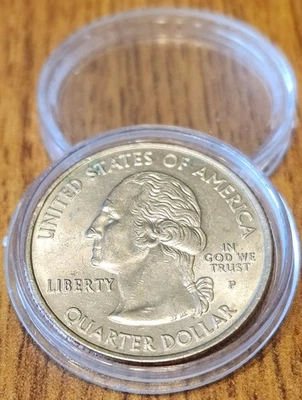 UNITED STATES OF AMERICA
LIBERTY
IN
GOD WE
TRUST
P
QUARTER DOLLAR